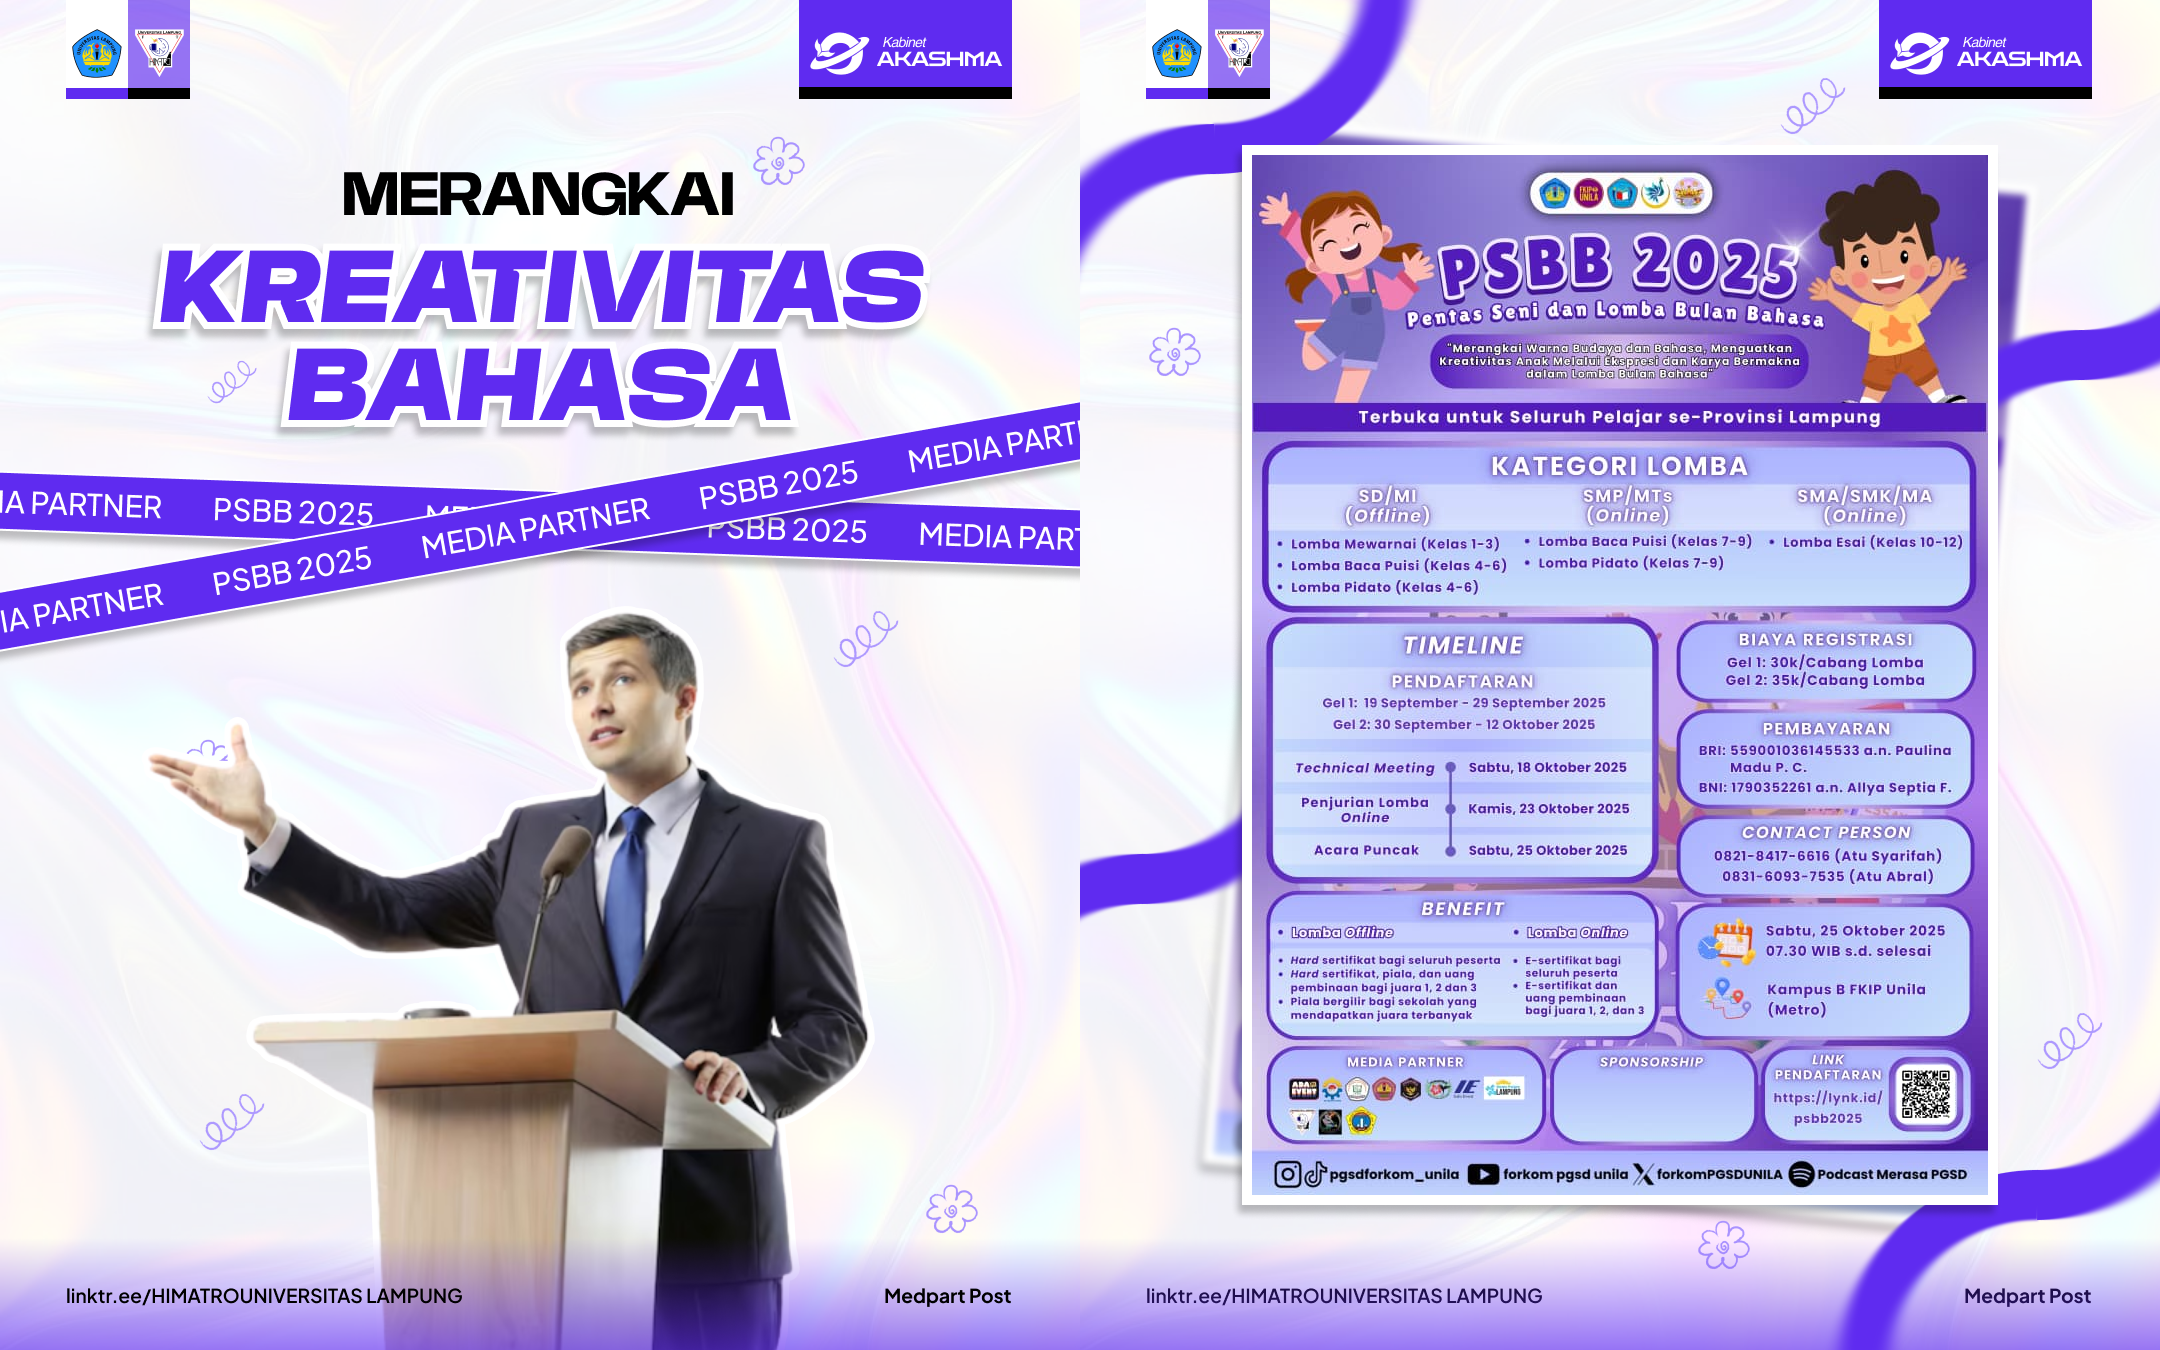 UNIVERSITAS LAMPUNG
Kabinet
AKASHMA
MERANGKAI
KREATIVITAS
BAHASA
IA PARTNER PSBB 2025 PSBB 2025 MEDIA PART
IA PARTNER PSBB 2025 MEDIA PARTNER PSBB 2025 MEDIA PART
linktr.ee/HIMATROUNIVERSITAS LAMPUNG
Medpart Post
UNIVERSITAS LAMPUNG
Kabinet
AKASHMA
FKIP
UNILA
PSBB 2025
Pentas Seni dan Lomba Bulan Bahasa
"Merangkai Warna Budaya dan Bahasa, Menguatkan
Kreativitas Anak Melalui Ekspresi dan Karya Bermakna
dalam Lomba Bulan Bahasa"
Terbuka untuk Seluruh Pelajar se-Provinsi Lampung
KATEGORI LOMBA
SD/MI
(Offline)
• Lomba Mewarnai (Kelas 1-3)
• Lomba Baca Puisi (Kelas 4-6)
• Lomba Pidato (Kelas 4-6)
SMP/MTs
(Online)
• Lomba Baca Puisi (Kelas 7-9)
• Lomba Pidato (Kelas 7-9)
SMA/SMK/MA
(Online)
• Lomba Esai (Kelas 10-12)
TIMELINE
PENDAFTARAN
Gel 1: 19 September - 29 September 2025
Gel 2: 30 September - 12 Oktober 2025
Technical Meeting Sabtu, 18 Oktober 2025
Penjurian Lomba
Online
Kamis, 23 Oktober 2025
Acara Puncak Sabtu, 25 Oktober 2025
BIAYA REGISTRASI
Gel 1: 30k/Cabang Lomba
Gel 2: 35k/Cabang Lomba
PEMBAYARAN
BRI: 559001036145533 a.n. Paulina
Madu P. C.
BNI: 1790352261 a.n. Allya Septia F.
CONTACT PERSON
0821-8417-6616 (Atu Syarifah)
0831-6093-7535 (Atu Abral)
BENEFIT
• Lomba Offline
• Hard sertifikat bagi seluruh peserta
• Hard sertifikat, piala, dan uang
pembinaan bagi juara 1, 2 dan 3
• Piala bergilir bagi sekolah yang
mendapatkan juara terbanyak
• Lomba Online
• E-sertifikat bagi
seluruh peserta
• E-sertifikat dan
uang pembinaan
bagi juara 1, 2, dan 3
Sabtu, 25 Oktober 2025
07.30 WIB s.d. selesai
Kampus B FKIP Unila
(Metro)
MEDIA PARTNER
ADA
EVENT
IE
LAMPUNG
SPONSORSHIP
LINK
PENDAFTARAN
https://lynk.id/
psbb2025
pgsdforkom_unila forkom pgsd unila forkomPGSDUNILA Podcast Merasa PGSD
linktr.ee/HIMATROUNIVERSITAS LAMPUNG
Medpart Post